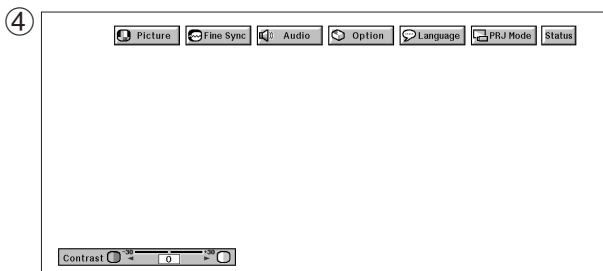 ④
Picture Fine Sync Audio Option Language PRJ Mode Status
Contrast -30 0 +30